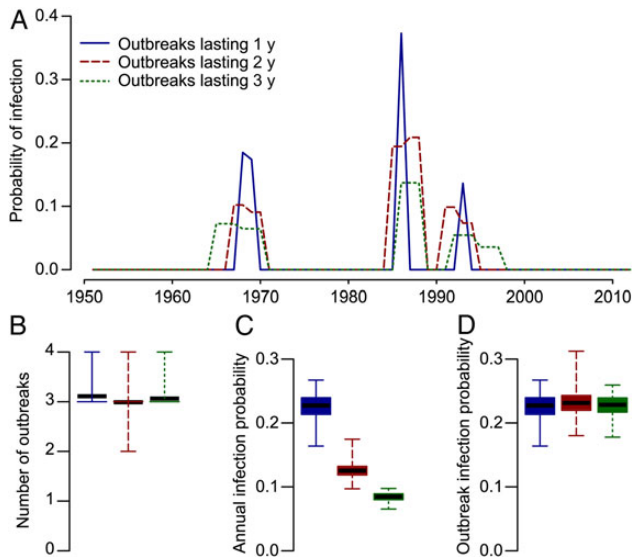 A
Outbreaks lasting 1 y
Outbreaks lasting 2 y
Outbreaks lasting 3 y
Probability of infection
0.4
0.3
0.2
0.1
0.0
1950 1960 1970 1980 1990 2000 2010
B
Number of outbreaks
4
3
2
1
0
C
Annual infection probability
0.3
0.2
0.1
0.0
D
Outbreak infection probability
0.3
0.2
0.1
0.0